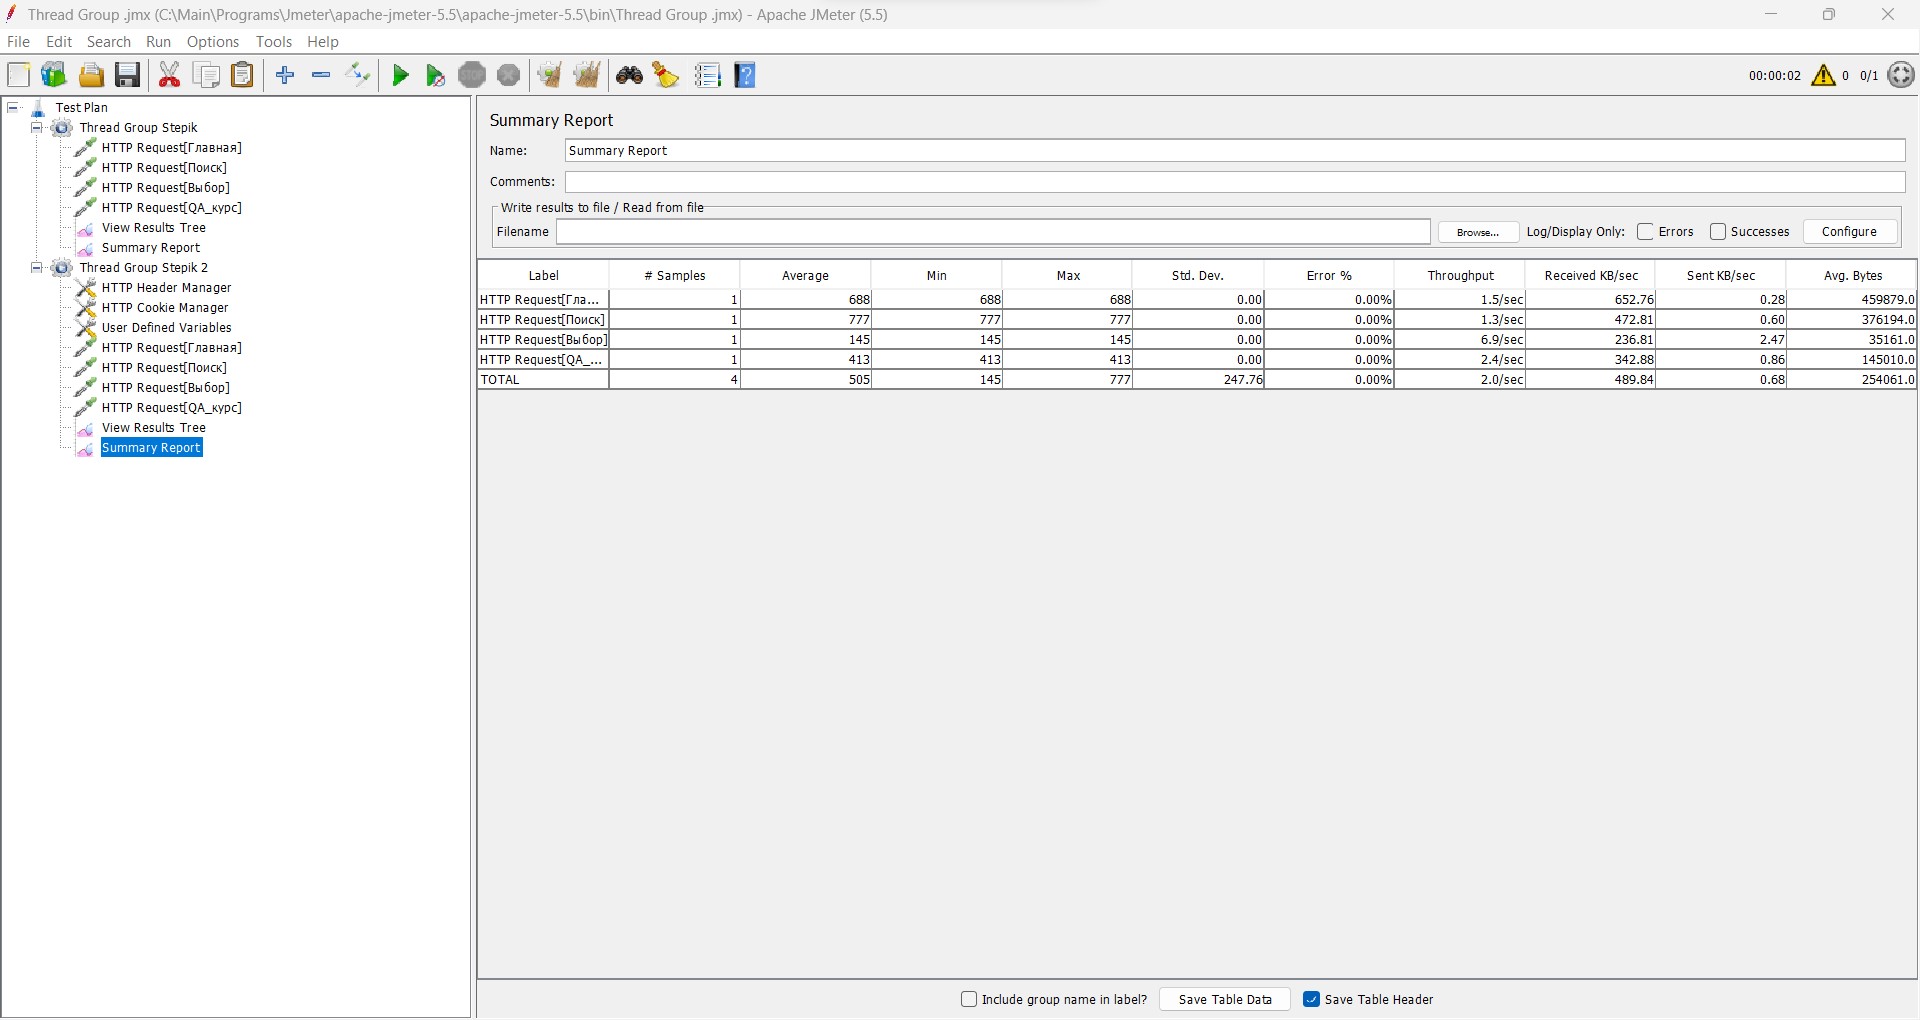 Thread Group .jmx (C:\Main\Programs\Jmeter\apache-jmeter-5.5\apache-jmeter-5.5\bin\Thread Group .jmx) - Apache JMeter (5.5)
File Edit Search Run Options Tools Help
STOP
00:00:02 0 0/1
Test Plan
Thread Group Stepik
HTTP Request[Главная]
HTTP Request[Поиск]
HTTP Request[Выбор]
HTTP Request[QA_курс]
View Results Tree
Summary Report
Thread Group Stepik 2
HTTP Header Manager
HTTP Cookie Manager
User Defined Variables
HTTP Request[Главная]
HTTP Request[Поиск]
HTTP Request[Выбор]
HTTP Request[QA_курс]
View Results Tree
Summary Report
Summary Report
Name: Summary Report
Comments:
Write results to file / Read from file
Filename Browse... Log/Display Only: Errors Successes Configure
Label # Samples Average Min Max Std. Dev. Error % Throughput Received KB/sec Sent KB/sec Avg. Bytes
HTTP Request[Гла... 1 688 688 688 0.00 0.00% 1.5/sec 652.76 0.28 459879.0
HTTP Request[Поиск] 1 777 777 777 0.00 0.00% 1.3/sec 472.81 0.60 376194.0
HTTP Request[Выбор] 1 145 145 145 0.00 0.00% 6.9/sec 236.81 2.47 35161.0
HTTP Request[QA_... 1 413 413 413 0.00 0.00% 2.4/sec 342.88 0.86 145010.0
TOTAL 4 505 145 777 247.76 0.00% 2.0/sec 489.84 0.68 254061.0
Include group name in label? Save Table Data Save Table Header